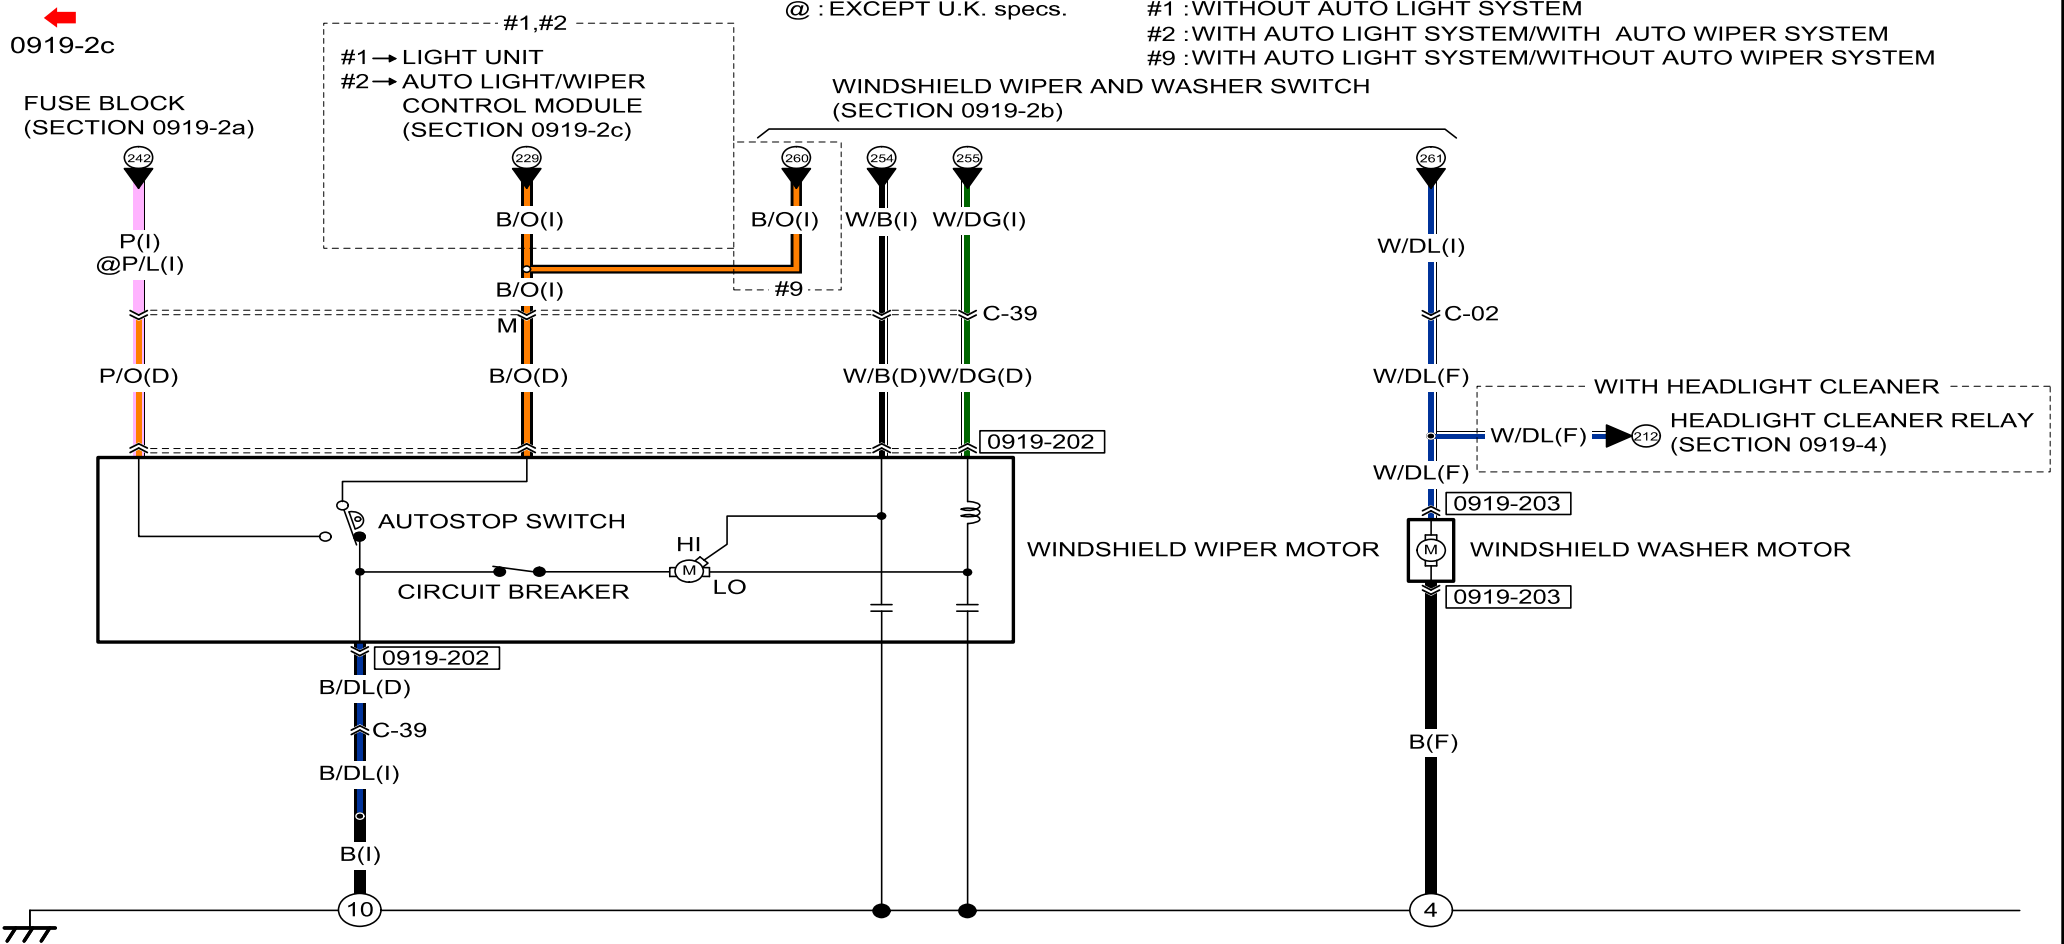 0919-2c
@ : EXCEPT U.K. specs.
#1 : WITHOUT AUTO LIGHT SYSTEM
#2 : WITH AUTO LIGHT SYSTEM/WITH AUTO WIPER SYSTEM
#9 : WITH AUTO LIGHT SYSTEM/WITHOUT AUTO WIPER SYSTEM
#1,#2
#1→LIGHT UNIT
#2→AUTO LIGHT/WIPER
CONTROL MODULE
(SECTION 0919-2c)
FUSE BLOCK
(SECTION 0919-2a)
WINDSHIELD WIPER AND WASHER SWITCH
(SECTION 0919-2b)
242
229
260
254
255
261
P(I)
@P/L(I)
B/O(I)
B/O(I)
W/B(I)
W/DG(I)
W/DL(I)
B/O(I)
#9
M
C-39
C-02
P/O(D)
B/O(D)
W/B(D)
W/DG(D)
W/DL(F)
WITH HEADLIGHT CLEANER
W/DL(F)
212
HEADLIGHT CLEANER RELAY
(SECTION 0919-4)
0919-202
W/DL(F)
0919-203
AUTOSTOP SWITCH
HI
M
LO
CIRCUIT BREAKER
WINDSHIELD WIPER MOTOR
M
WINDSHIELD WASHER MOTOR
0919-203
0919-202
B/DL(D)
C-39
B/DL(I)
B(F)
B(I)
10
4